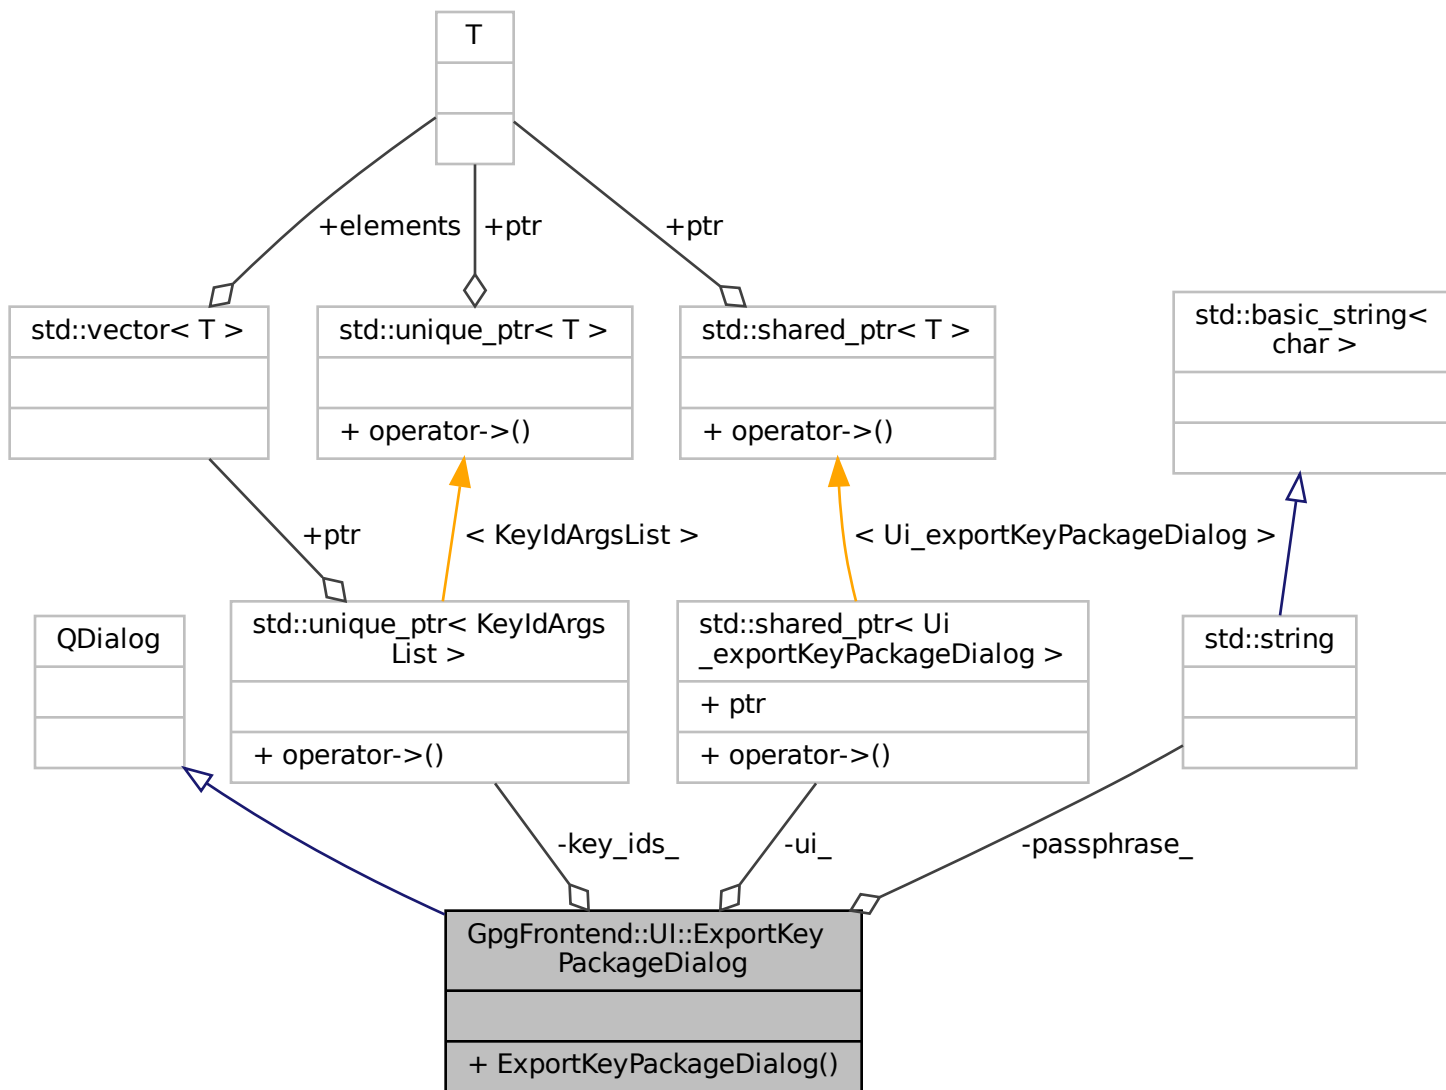 T
+elements
+ptr
+ptr
std::vector< T >
std::unique_ptr< T >
+ operator->()
std::shared_ptr< T >
+ operator->()
std::basic_string<
char >
+ptr
< KeyIdArgsList >
< Ui_exportKeyPackageDialog >
QDialog
std::unique_ptr< KeyIdArgs
List >
+ operator->()
std::shared_ptr< Ui
_exportKeyPackageDialog >
+ ptr
+ operator->()
std::string
-key_ids_
-ui_
-passphrase_
GpgFrontend::UI::ExportKey
PackageDialog
+ ExportKeyPackageDialog()